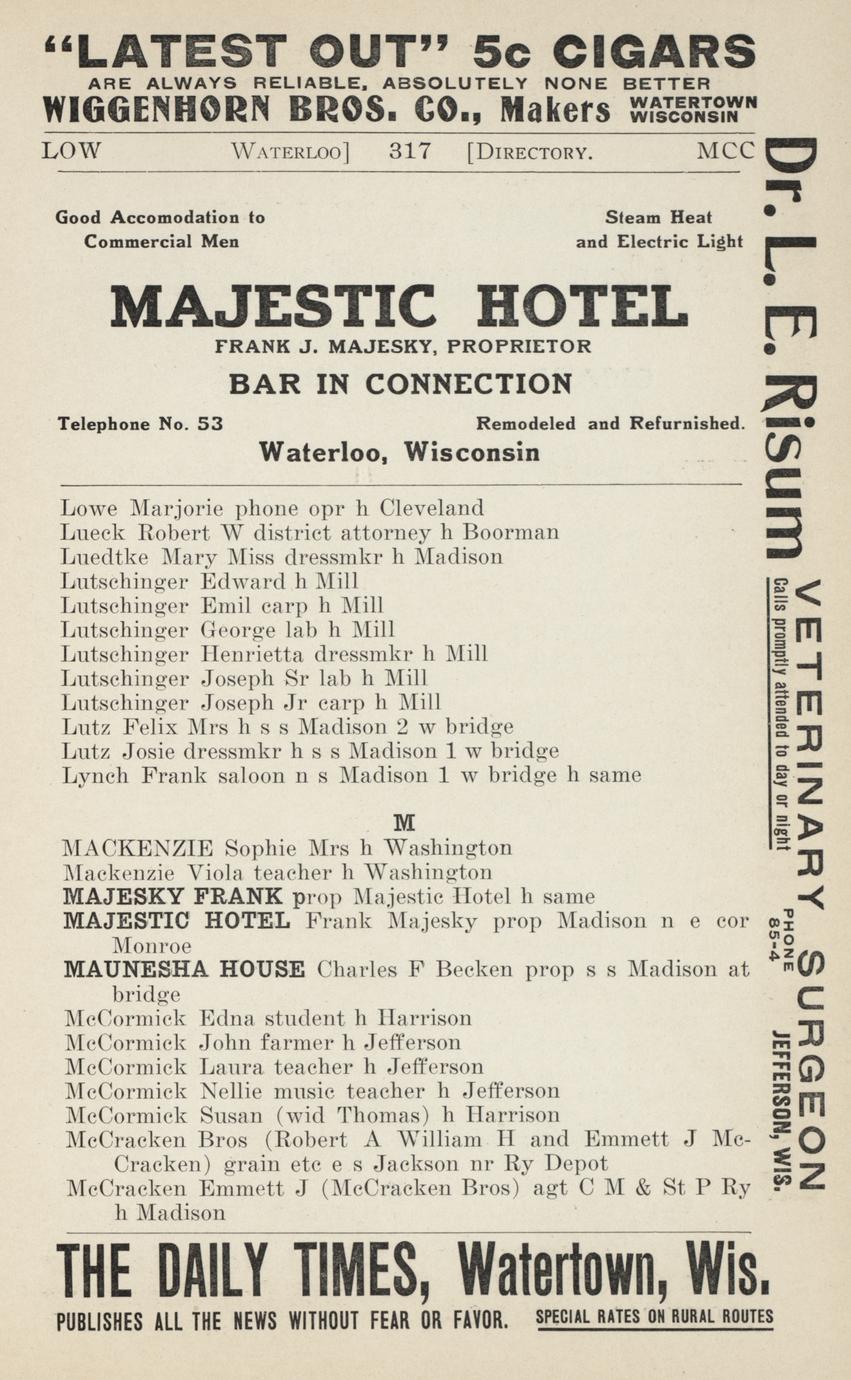 “LATEST OUT” 5c CIGARS
ARE ALWAYS RELIABLE, ABSOLUTELY NONE BETTER
WIGGENHORN BROS. CO., Makers WATERTOWN WISCONSIN
LOW WATERLOO] 317 [DIRECTORY. MCC
Good Accomodation to Commercial Men
Steam Heat and Electric Light
MAJESTIC HOTEL
FRANK J. MAJESKY, PROPRIETOR
BAR IN CONNECTION
Telephone No. 53 Remodeled and Refurnished.
Waterloo, Wisconsin
Lowe Marjorie phone opr h Cleveland
Lueck Robert W district attorney h Boorman
Luedtke Mary Miss dressmkr h Madison
Lutschinger Edward h Mill
Lutschinger Emil carp h Mill
Lutschinger George lab h Mill
Lutschinger Henrietta dressmkr h Mill
Lutschinger Joseph Sr lab h Mill
Lutschinger Joseph Jr carp h Mill
Lutz Felix Mrs h s s Madison 2 w bridge
Lutz Josie dressmkr h s s Madison 1 w bridge
Lynch Frank saloon n s Madison 1 w bridge h same
M
MACKENZIE Sophie Mrs h Washington
Mackenzie Viola teacher h Washington
MAJESKY FRANK prop Majestic Hotel h same
MAJESTIC HOTEL Frank Majesky prop Madison n e cor
Monroe
MAUNESHA HOUSE Charles F Becken prop s s Madison at
bridge
McCormick Edna student h Harrison
McCormick John farmer h Jefferson
McCormick Laura teacher h Jefferson
McCormick Nellie music teacher h Jefferson
McCormick Susan (wid Thomas) h Harrison
McCracken Bros (Robert A William H and Emmett J Mc-
Cracken) grain etc e s Jackson nr Ry Depot
McCracken Emmett J (McCracken Bros) agt C M & St P Ry
h Madison
THE DAILY TIMES, Watertown, Wis.
PUBLISHES ALL THE NEWS WITHOUT FEAR OR FAVOR. SPECIAL RATES ON RURAL ROUTES
Dr. L. E. Risum
VETERINARY SURGEON
Calls promptly attended to day or night
PHONE 85-4
JEFFERSON, WIS.